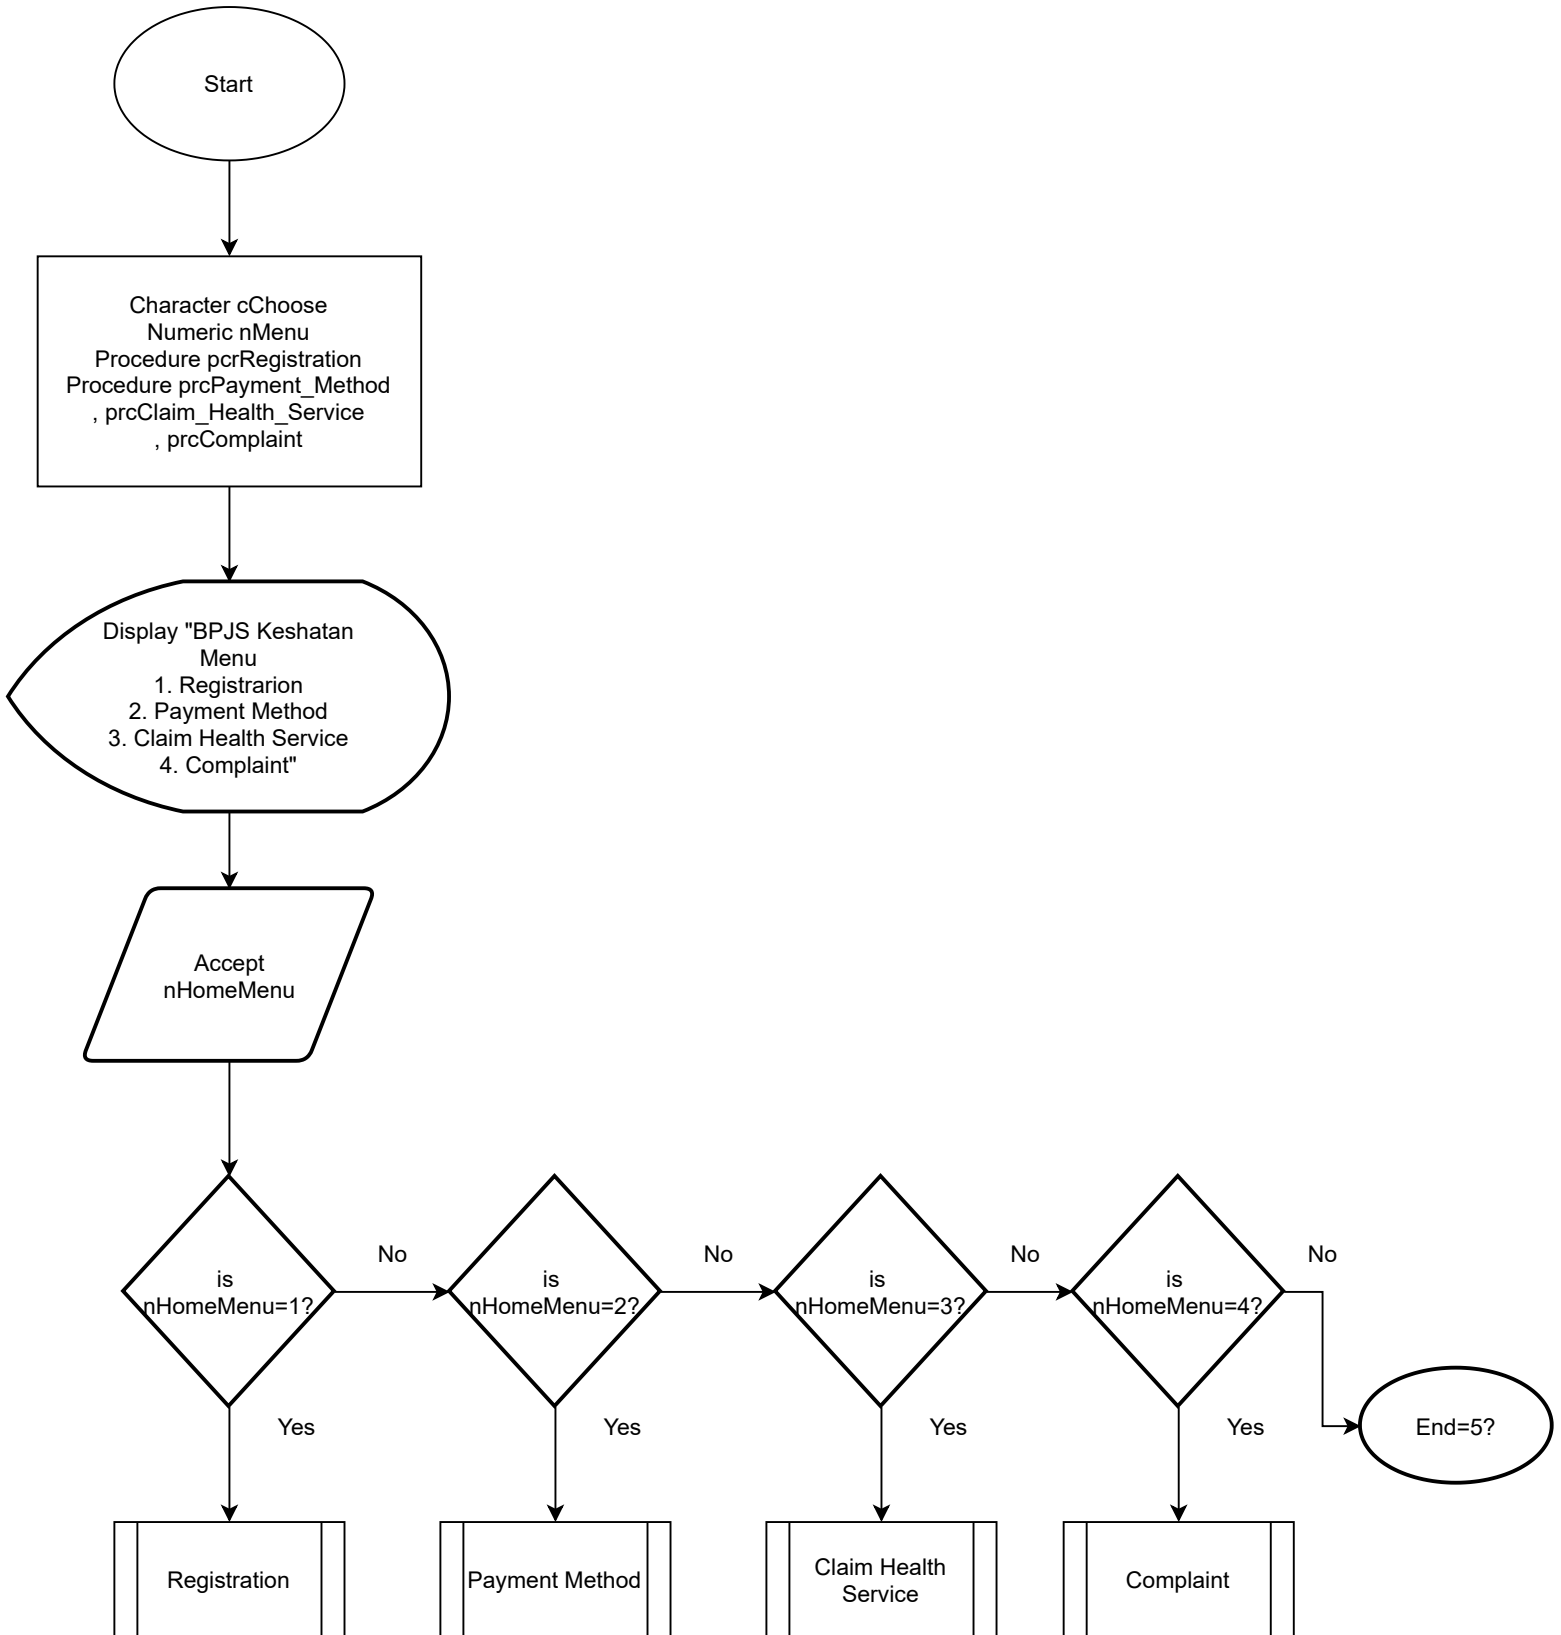 Start
Character cChoose
Numeric nMenu
Procedure pcrRegistration
Procedure prcPayment_Method
, prcClaim_Health_Service
, prcComplaint
Display "BPJS Keshatan
Menu
1. Registrarion
2. Payment Method
3. Claim Health Service
4. Complaint"
Accept
nHomeMenu
is
nHomeMenu=1?
No
is
nHomeMenu=2?
No
is
nHomeMenu=3?
No
is
nHomeMenu=4?
No
Yes
Yes
Yes
Yes
End=5?
Registration
Payment Method
Claim Health
Service
Complaint